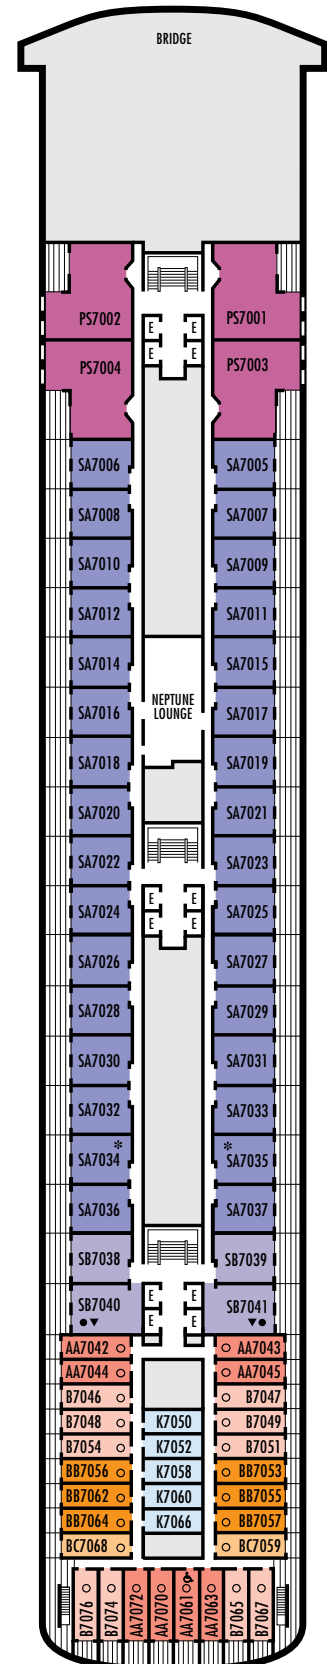 BRIDGE
PS7002 PS7001
E E
E E
PS7004 PS7003
SA7006 SA7005
SA7008 SA7007
SA7010 SA7009
SA7012 SA7011
SA7014 SA7015
NEPTUNE
LOUNGE
SA7016 SA7017
SA7018 SA7019
SA7020 SA7021
SA7022 SA7023
E E
SA7024 SA7025
E E
SA7026 SA7027
SA7028 SA7029
SA7030 SA7031
SA7032 SA7033
* *
SA7034 SA7035
SA7036 SA7037
SB7038 SB7039
E E
SB7040 SB7041
E E
AA7042 AA7043
AA7044 AA7045
B7046 B7047
B7048 K7050 B7049
B7054 K7052 B7051
BB7056 K7058 BB7053
BB7062 K7060 BB7055
BB7064 K7066 BB7057
BC7068 BC7059
B7076 B7074 AA7072 AA7070 AA7061 AA7063 B7065 B7067